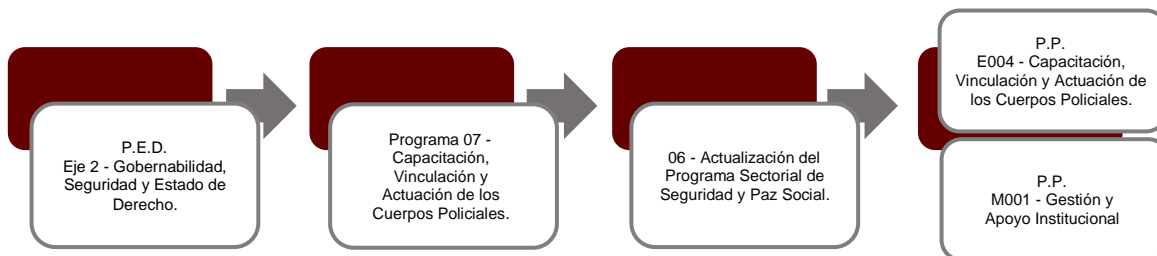 P.E.D.
Eje 2 - Gobernabilidad,
Seguridad y Estado de
Derecho.
Programa 07 -
Capacitación,
Vinculación y
Actuación de los
Cuerpos Policiales.
06 - Actualización del
Programa Sectorial de
Seguridad y Paz Social.
P.P.
E004 - Capacitación,
Vinculación y Actuación de
los Cuerpos Policiales.
P.P.
M001 - Gestión y
Apoyo Institucional